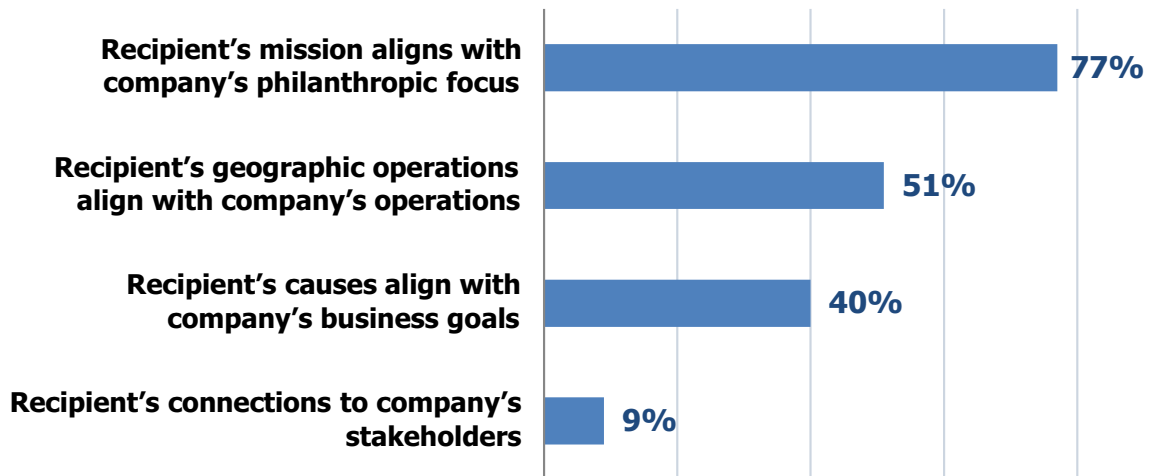 Recipient’s mission aligns with
company’s philanthropic focus
77%
Recipient’s geographic operations
align with company’s operations
51%
Recipient’s causes align with
company’s business goals
40%
Recipient’s connections to company’s
stakeholders
9%